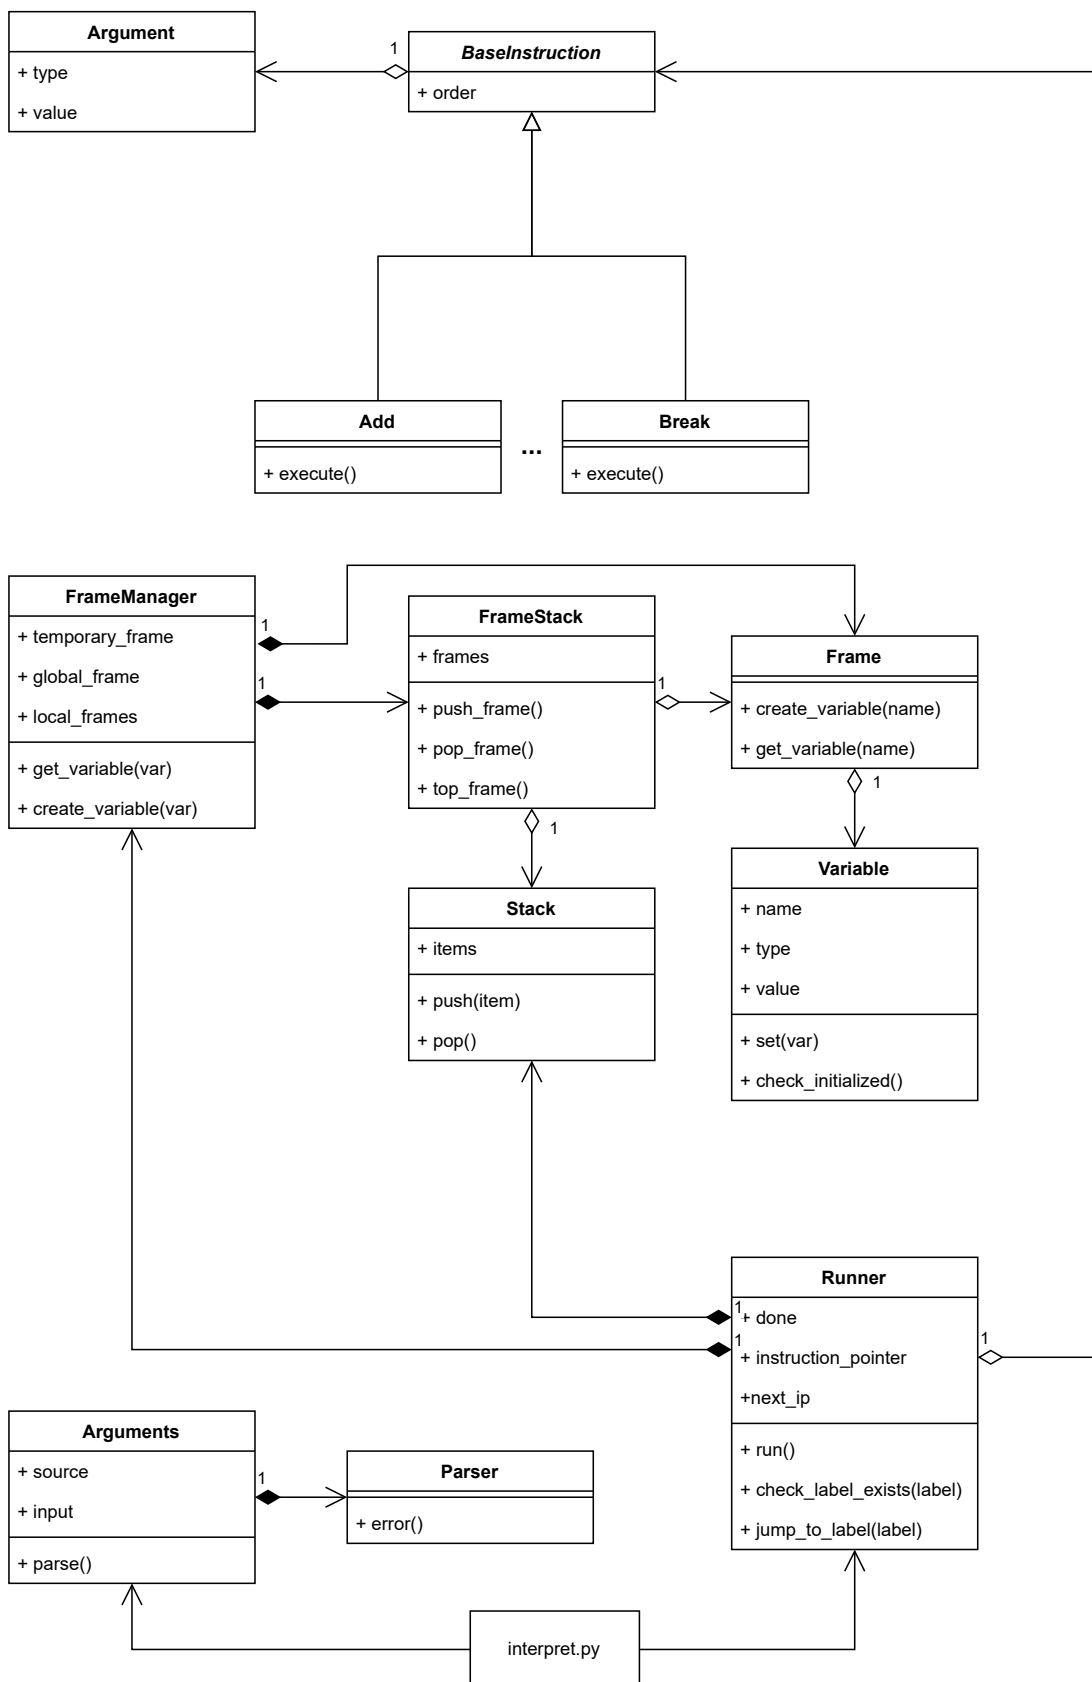 Argument
+ type
+ value
1
BaseInstruction
+ order
Add
+ execute()
...
Break
+ execute()
FrameManager
+ temporary_frame
+ global_frame
+ local_frames
+ get_variable(var)
+ create_variable(var)
1
1
FrameStack
+ frames
+ push_frame()
+ pop_frame()
+ top_frame()
1
1
Frame
+ create_variable(name)
+ get_variable(name)
1
Stack
+ items
+ push(item)
+ pop()
Variable
+ name
+ type
+ value
+ set(var)
+ check_initialized()
Runner
1
+ done
1
+ instruction_pointer
+next_ip
+ run()
+ check_label_exists(label)
+ jump_to_label(label)
1
Arguments
+ source
+ input
+ parse()
1
Parser
+ error()
interpret.py